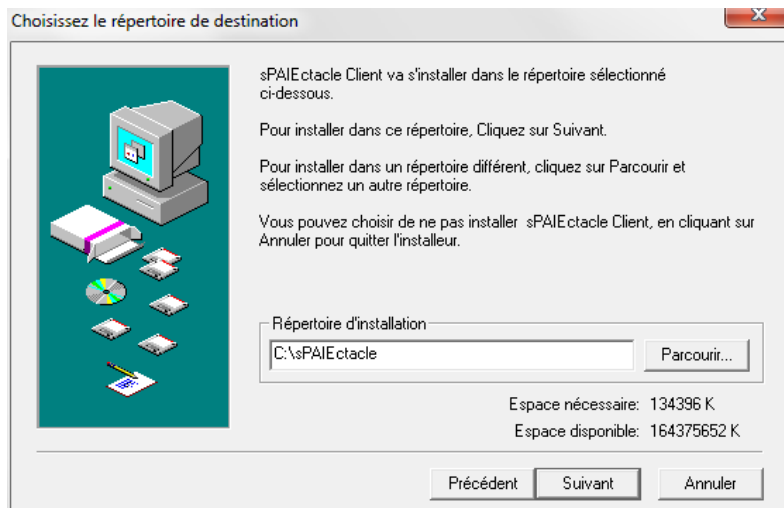 Choisissez le répertoire de destination
sPAIEctacle Client va s'installer dans le répertoire sélectionné
ci-dessous.
Pour installer dans ce répertoire, Cliquez sur Suivant.
Pour installer dans un répertoire différent, cliquez sur Parcourir et
sélectionnez un autre répertoire.
Vous pouvez choisir de ne pas installer sPAIEctacle Client, en cliquant sur
Annuler pour quitter l'installeur.
Répertoire d'installation
C:\sPAIEctacle
Parcourir...
Espace nécessaire: 134396 K
Espace disponible: 164375652 K
Précédent
Suivant
Annuler